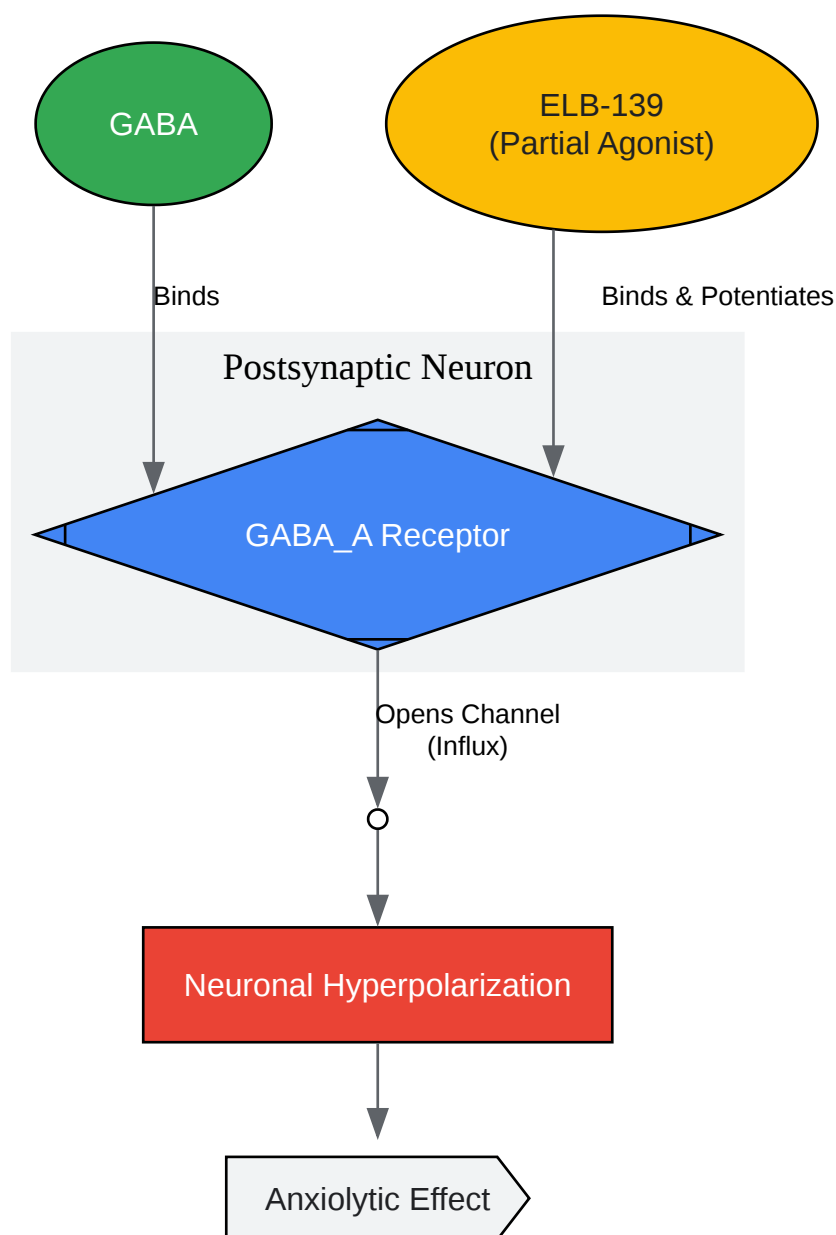 GABA
ELB-139
(Partial Agonist)
Binds
Binds & Potentiates
Postsynaptic Neuron
GABA_A Receptor
Opens Channel
(Influx)
Neuronal Hyperpolarization
Anxiolytic Effect